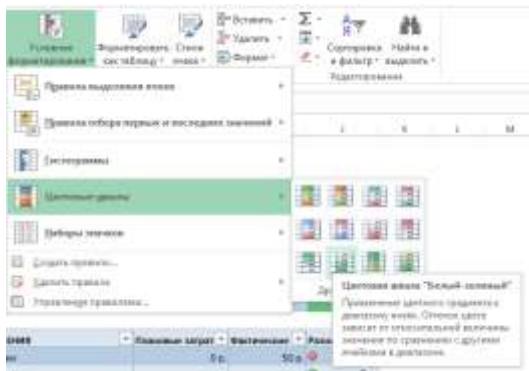 Условное форматирование
Форматировать как таблицу
Стили ячеек
Вставить
Удалить
Формат
Сортировка и фильтр
Найти и выделить
Редактирование
Правила выделения ячеек
Правила отбора первых и последних значений
Гистограммы
Цветовые шкалы
Наборы значков
Создать правило...
Удалить правила
Управление правилами...
J K L M
Цветовая шкала "Белый-зеленый"
Применение цветного градиента к
диапазону ячеек. Оттенок цвета
зависит от относительной величины
значения по сравнению с другими
ячейками в диапазоне.
Плановые затрат
Фактические
0 р.
50 р.